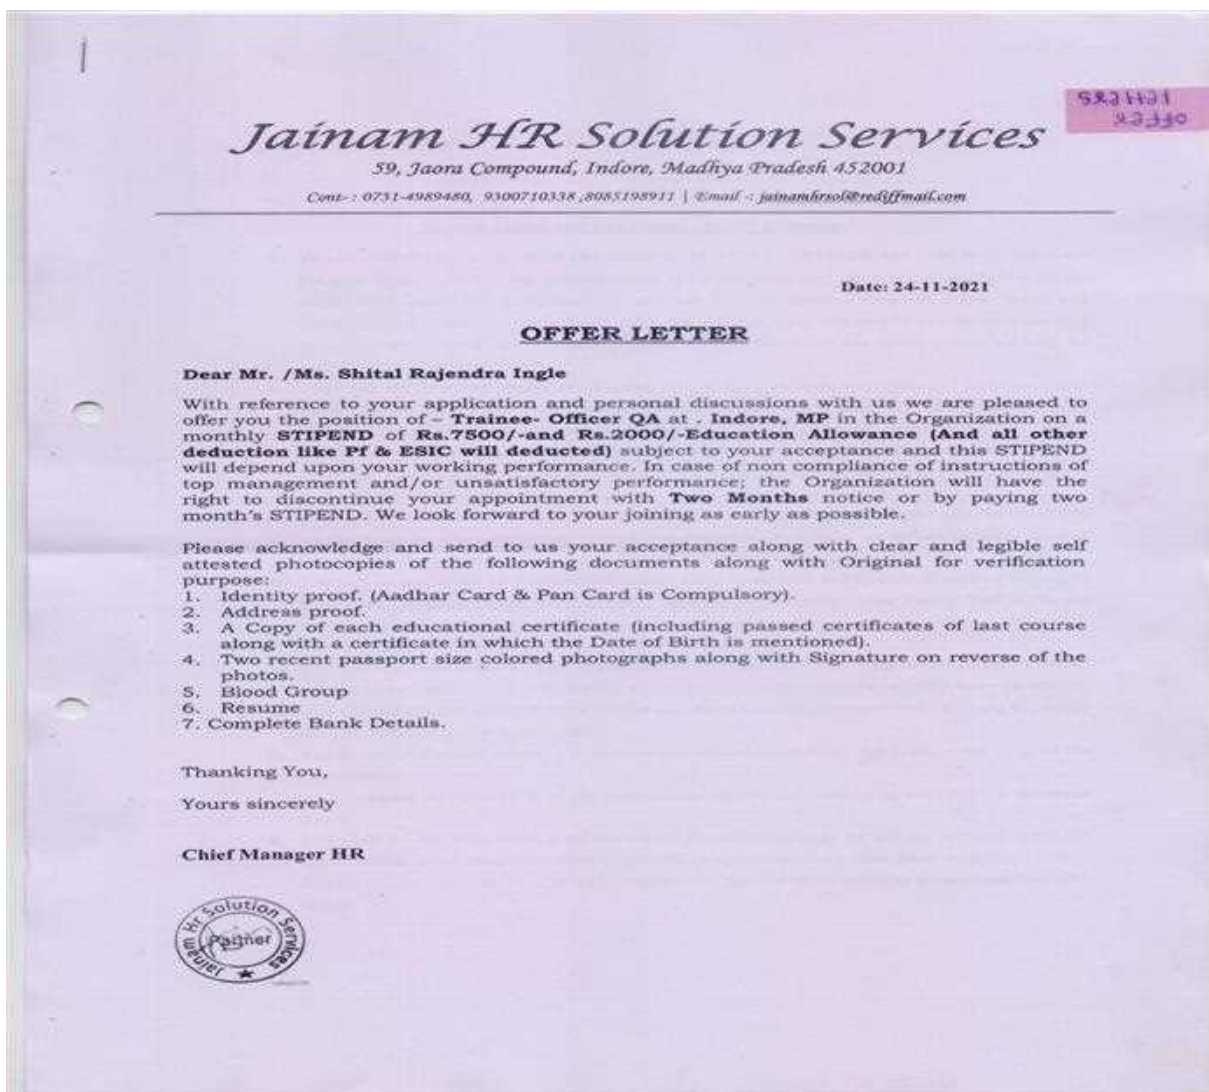 OFFER
LETTERS
Jainam HR Solution Services
59, Jaora Compound, Indore, Madhya Pradesh 452001
Cont- : 0731-4989480, 9300710338 ,8085198911 | Email -: jainamhrsol@rediffmail.com
Date: 24-11-2021
OFFER LETTER
Dear Mr. /Ms. Shital Rajendra Ingle
With reference to your application and personal discussions with us we are pleased to
offer you the position of – Trainee- Officer QA at . Indore, MP in the Organization on a
monthly STIPEND of Rs.7500/-and Rs.2000/-Education Allowance (And all other
deduction like Pf & ESIC will deducted) subject to your acceptance and this STIPEND
will depend upon your working performance. In case of non compliance of instructions of
top management and/or unsatisfactory performance; the Organization will have the
right to discontinue your appointment with Two Months notice or by paying two
month's STIPEND. We look forward to your joining as early as possible.
Please acknowledge and send to us your acceptance along with clear and legible self
attested photocopies of the following documents along with Original for verification
purpose:
1. Identity proof. (Aadhar Card & Pan Card is Compulsory).
2. Address proof.
3. A Copy of each educational certificate (including passed certificates of last course
along with a certificate in which the Date of Birth is mentioned).
4. Two recent passport size colored photographs along with Signature on reverse of the
photos.
5. Blood Group
6. Resume
7. Complete Bank Details.
Thanking You,
Yours sincerely
Chief Manager HR
Jainam Hr Solution Services
Partner